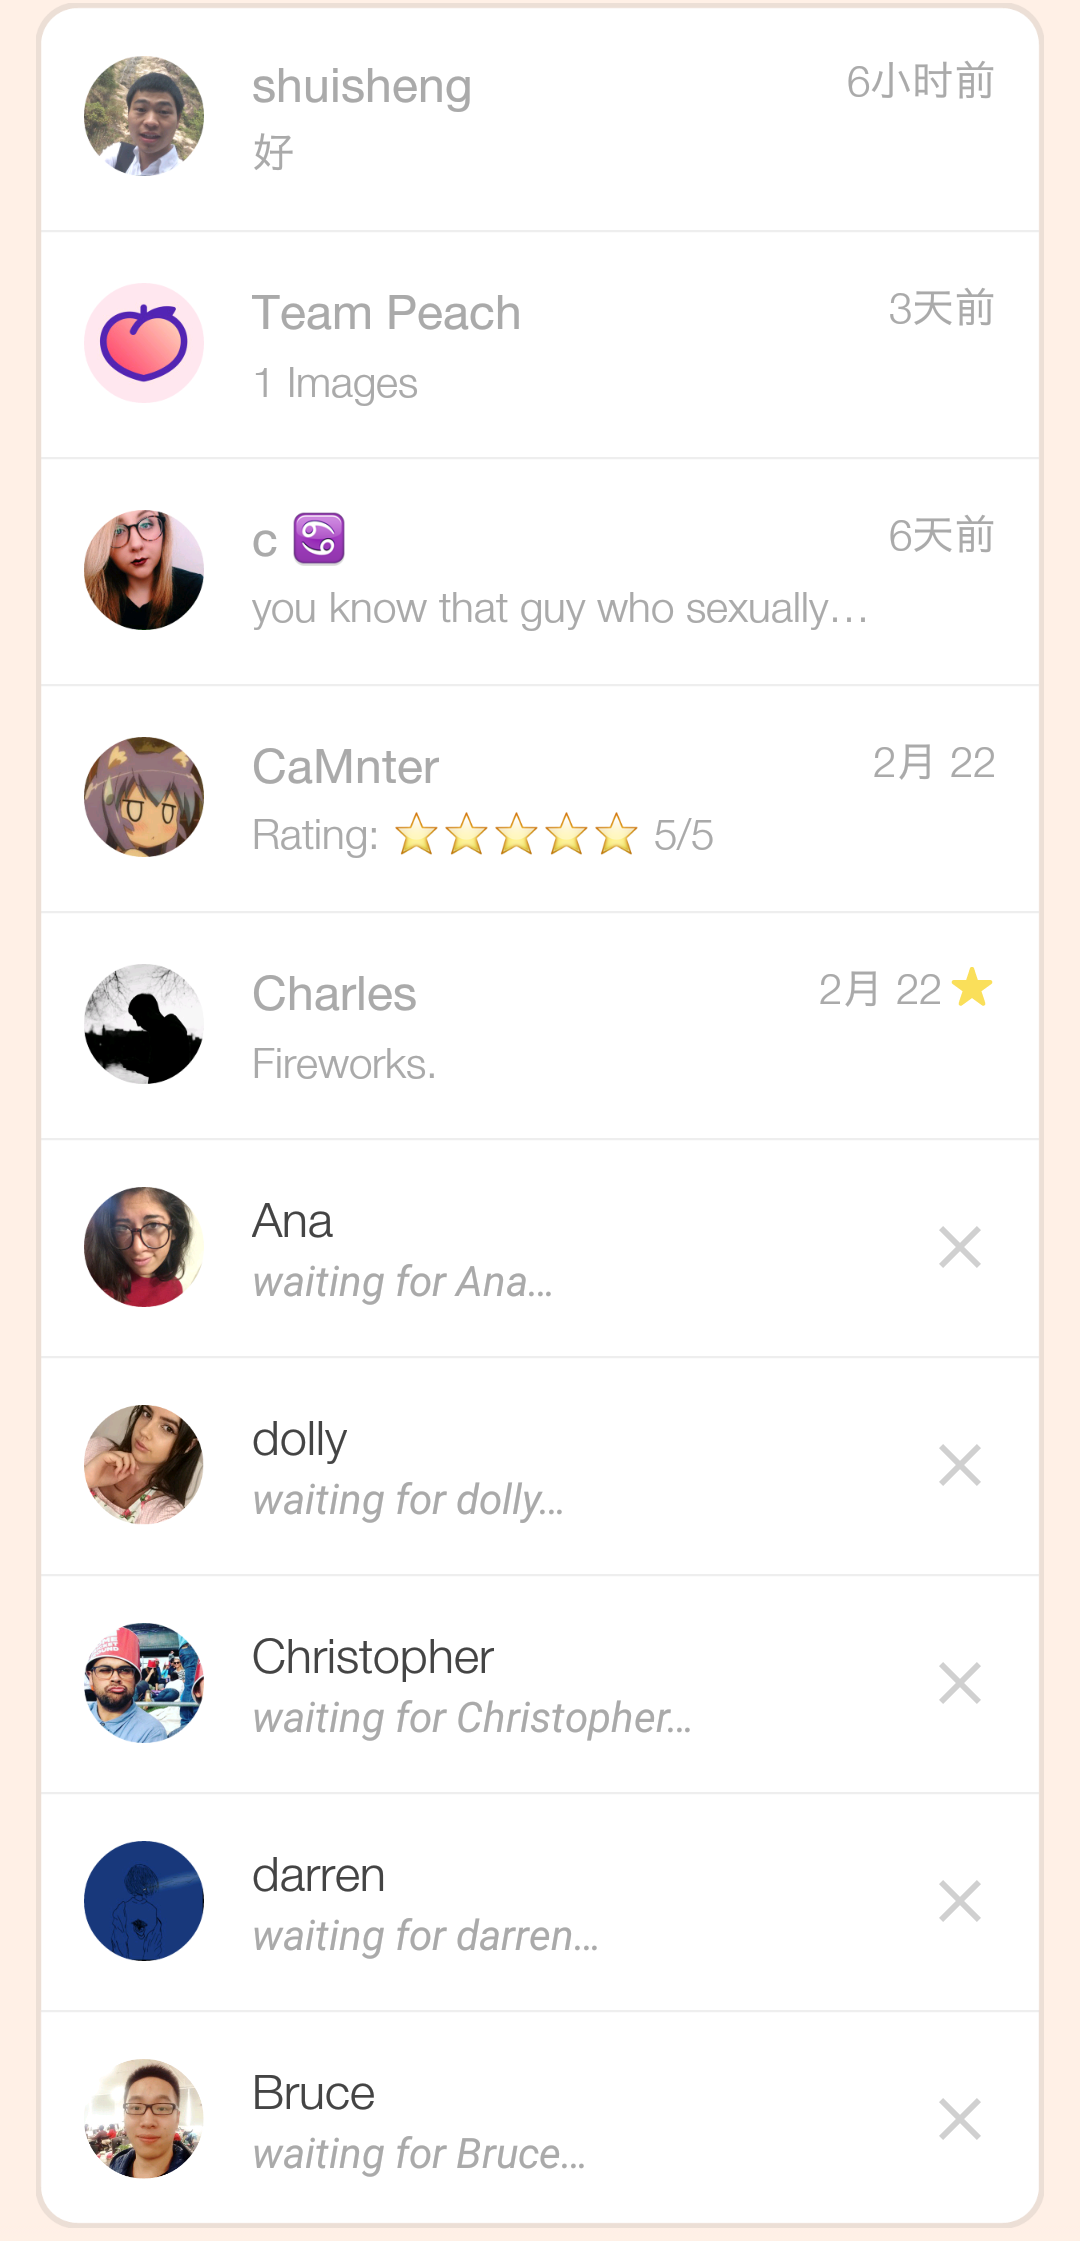 shuisheng 6小时前
好
Team Peach 3天前
1 Images
c ♋ 6天前
you know that guy who sexually...
CaMnter 2月 22
Rating: ⭐⭐⭐⭐⭐ 5/5
Charles 2月 22 ⭐
Fireworks.
Ana
waiting for Ana...
dolly
waiting for dolly...
Christopher
waiting for Christopher...
darren
waiting for darren...
Bruce
waiting for Bruce...